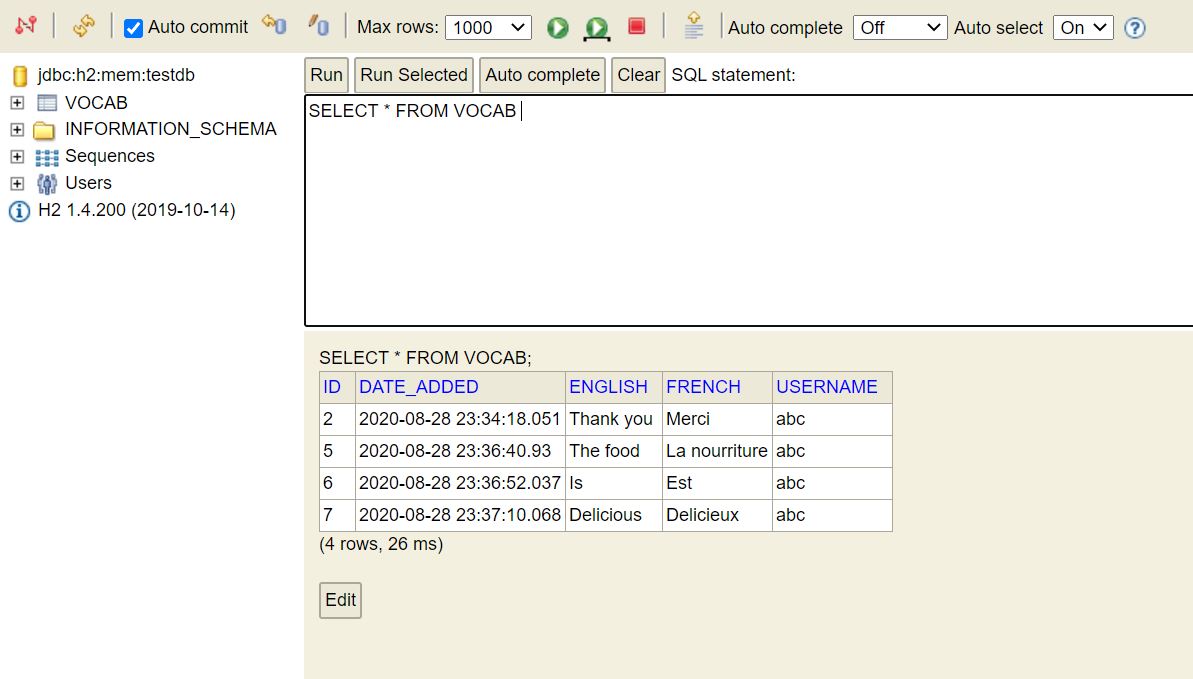 Auto commit Max rows: 1000 Auto complete Off Auto select On ?
jdbc:h2:mem:testdb
VOCAB
INFORMATION_SCHEMA
Sequences
Users
H2 1.4.200 (2019-10-14)
Run Run Selected Auto complete Clear SQL statement:
SELECT * FROM VOCAB
SELECT * FROM VOCAB;
ID DATE_ADDED ENGLISH FRENCH USERNAME
2 2020-08-28 23:34:18.051 Thank you Merci abc
5 2020-08-28 23:36:40.93 The food La nourriture abc
6 2020-08-28 23:36:52.037 Is Est abc
7 2020-08-28 23:37:10.068 Delicious Delicieux abc
(4 rows, 26 ms)
Edit